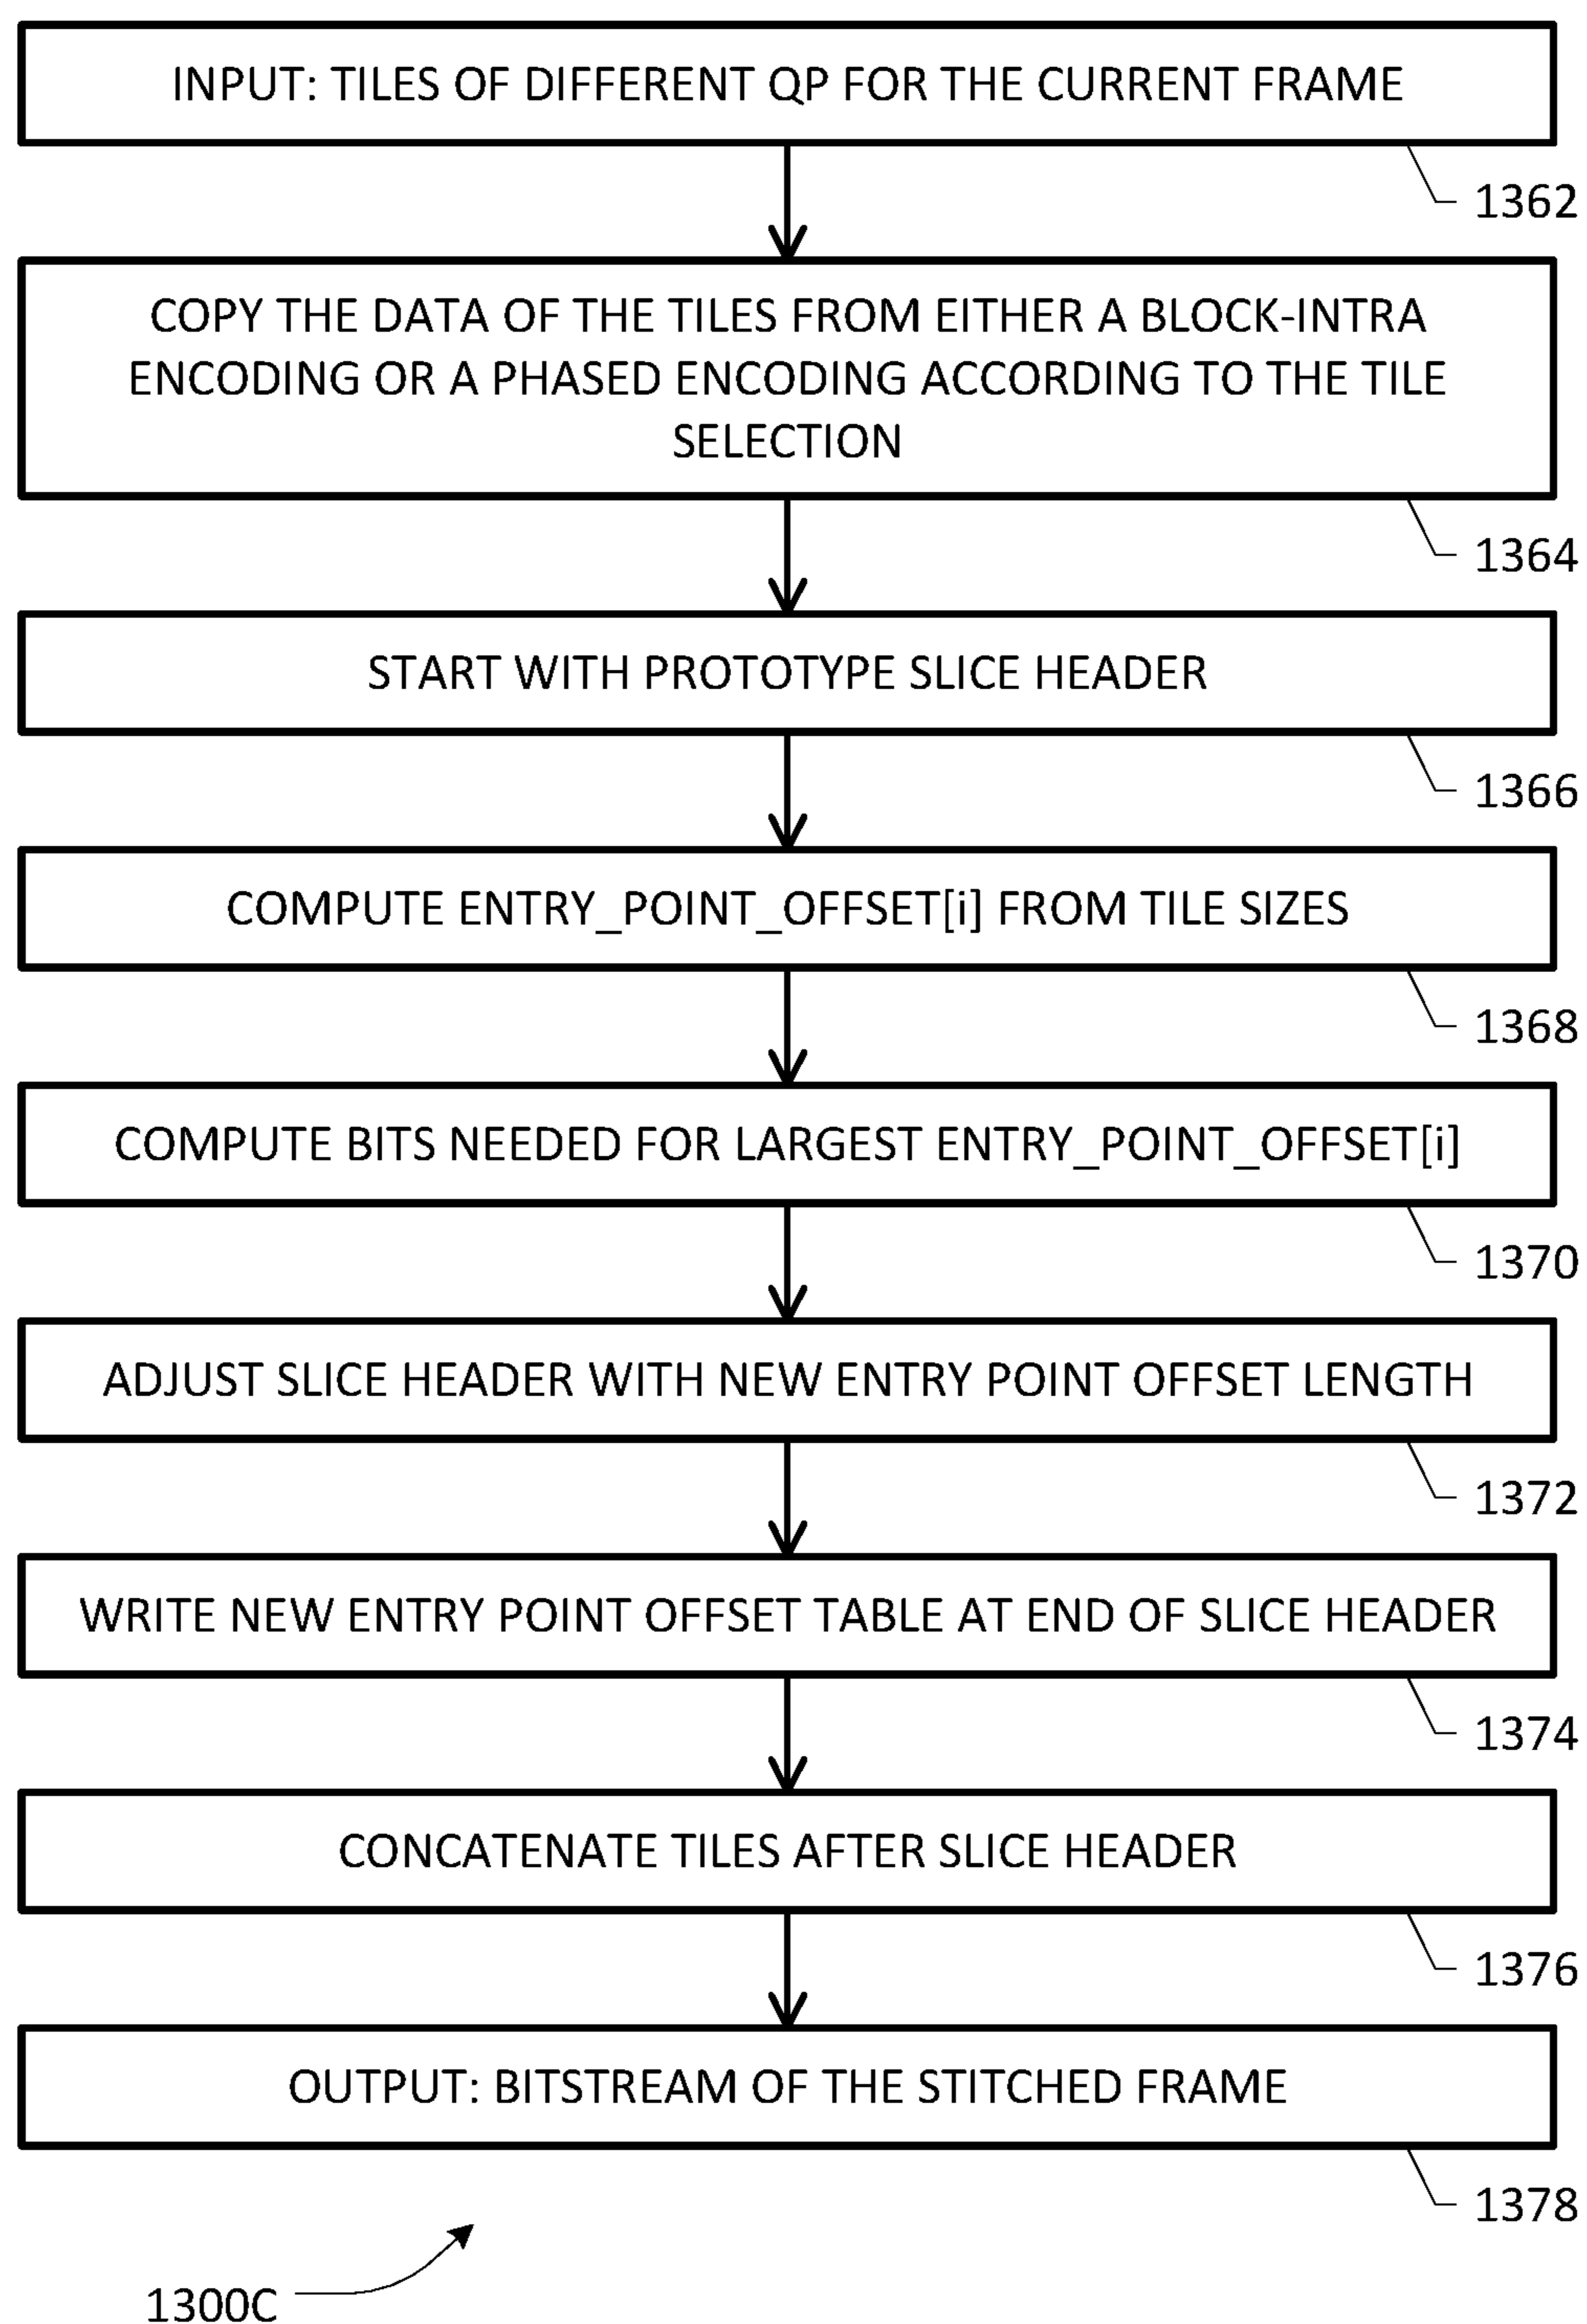 INPUT: TILES OF DIFFERENT QP FOR THE CURRENT FRAME
1362
COPY THE DATA OF THE TILES FROM EITHER A BLOCK-INTRA
ENCODING OR A PHASED ENCODING ACCORDING TO THE TILE
SELECTION
1364
START WITH PROTOTYPE SLICE HEADER
1366
COMPUTE ENTRY_POINT_OFFSET[i] FROM TILE SIZES
1368
COMPUTE BITS NEEDED FOR LARGEST ENTRY_POINT_OFFSET[i]
1370
ADJUST SLICE HEADER WITH NEW ENTRY POINT OFFSET LENGTH
1372
WRITE NEW ENTRY POINT OFFSET TABLE AT END OF SLICE HEADER
1374
CONCATENATE TILES AFTER SLICE HEADER
1376
OUTPUT: BITSTREAM OF THE STITCHED FRAME
1378
1300C